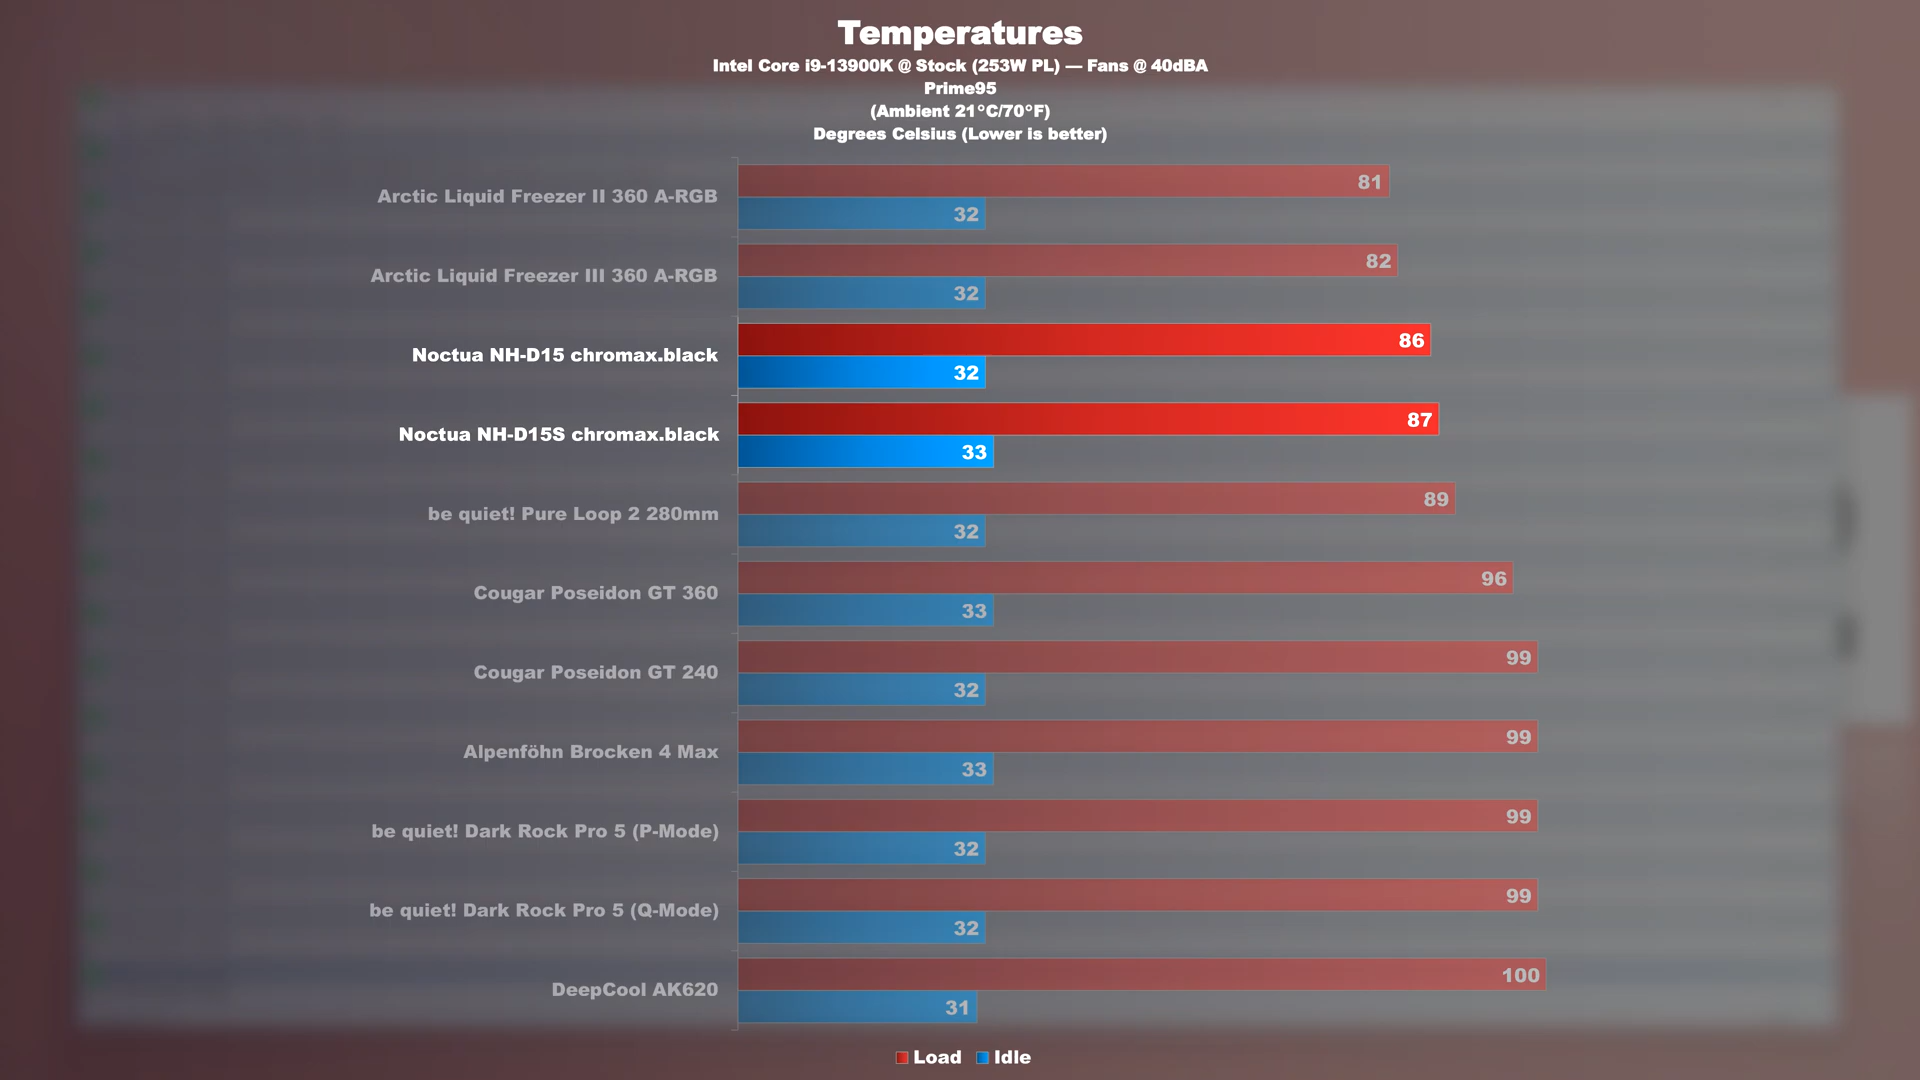 Temperatures
Intel Core i9-13900K @ Stock (253W PL) — Fans @ 40dBA
Prime95
(Ambient 21°C/70°F)
Degrees Celsius (Lower is better)
Arctic Liquid Freezer II 360 A-RGB
81
32
Arctic Liquid Freezer III 360 A-RGB
82
32
Noctua NH-D15 chromax.black
86
32
Noctua NH-D15S chromax.black
87
33
be quiet! Pure Loop 2 280mm
89
32
Cougar Poseidon GT 360
96
33
Cougar Poseidon GT 240
99
32
Alpenföhn Brocken 4 Max
99
33
be quiet! Dark Rock Pro 5 (P-Mode)
99
32
be quiet! Dark Rock Pro 5 (Q-Mode)
99
32
DeepCool AK620
100
31
Load Idle